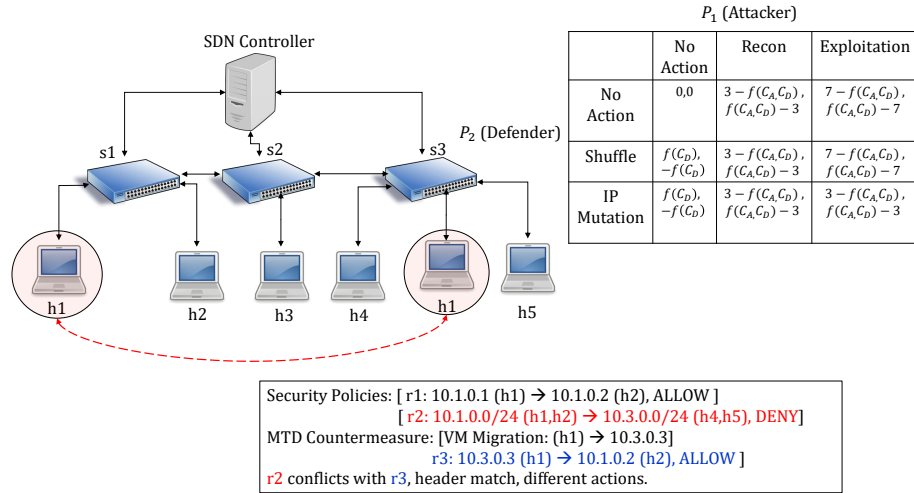 P₁ (Attacker)
SDN Controller
No Action
Recon
Exploitation
No Action
0,0
3 − f(C_A,C_D) , f(C_A,C_D) − 3
7 − f(C_A,C_D) , f(C_A,C_D) − 7
P₂ (Defender)
Shuffle
f(C_D), −f(C_D)
3 − f(C_A,C_D) , f(C_A,C_D) − 3
7 − f(C_A,C_D) , f(C_A,C_D) − 7
IP Mutation
f(C_D), −f(C_D)
3 − f(C_A,C_D) , f(C_A,C_D) − 3
3 − f(C_A,C_D) , f(C_A,C_D) − 3
s1
s2
s3
h1
h2
h3
h4
h1
h5
Security Policies: [ r1: 10.1.0.1 (h1) → 10.1.0.2 (h2), ALLOW ]
[ r2: 10.1.0.0/24 (h1,h2) → 10.3.0.0/24 (h4,h5), DENY]
MTD Countermeasure: [VM Migration: (h1) → 10.3.0.3]
r3: 10.3.0.3 (h1) → 10.1.0.2 (h2), ALLOW ]
r2 conflicts with r3, header match, different actions.